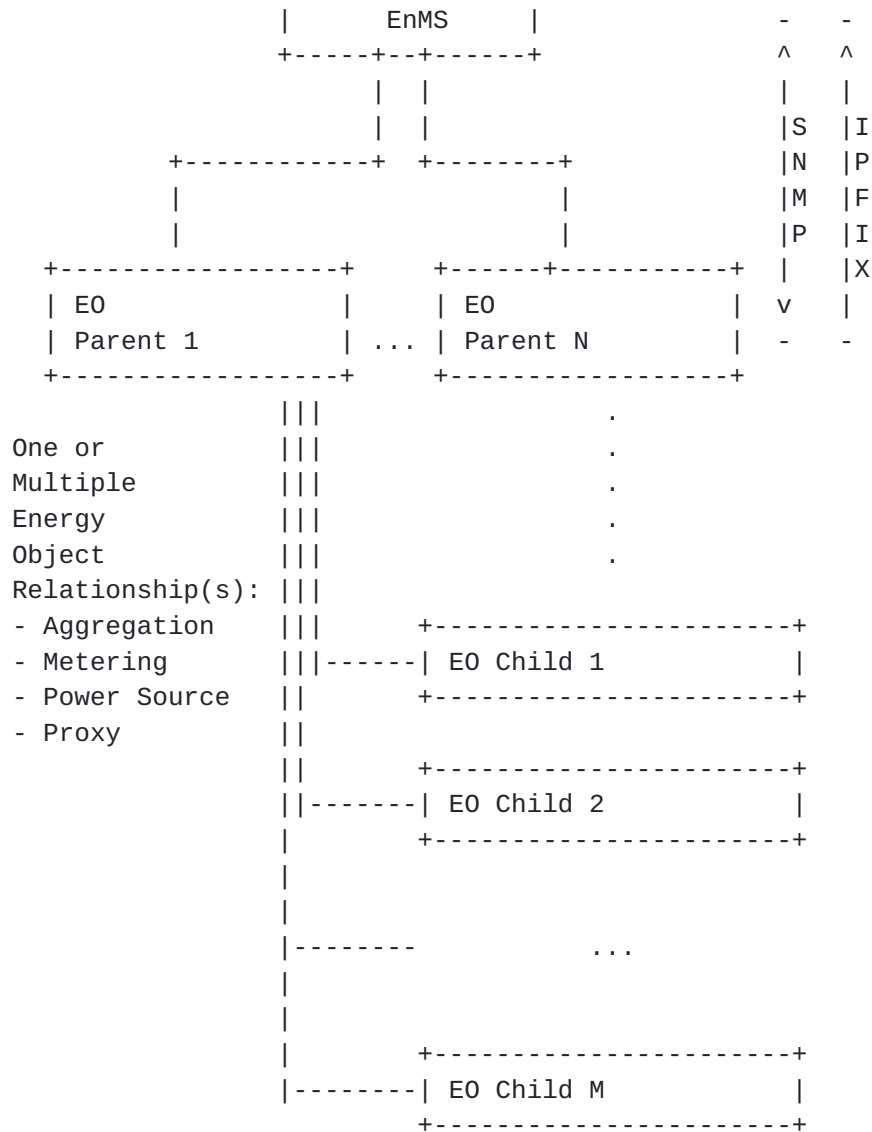 |      EnMS     |               -   -
+-----+--+------+               ^   ^
      |  |                      |   |
      |  |                      |S  |I
+------------+  +--------+      |N  |P
|                        |      |M  |F
|                        |      |P  |I
+------------------+     +------+-----------+  |   |X
| EO               |     | EO               |  v   |
| Parent 1         | ... | Parent N         |  -   -
+------------------+     +------------------+
               |||                  .
One or         |||                  .
Multiple       |||                  .
Energy         |||                  .
Object         |||                  .
Relationship(s): |||
- Aggregation    |||      +-----------------------+
- Metering       |||------| EO Child 1            |
- Power Source   ||       +-----------------------+
- Proxy          ||
                 ||       +-----------------------+
                 ||-------| EO Child 2            |
                 |        +-----------------------+
                 |
                 |
                 |--------           ...
                 |
                 |
                 |        +-----------------------+
                 |--------| EO Child M            |
                          +-----------------------+